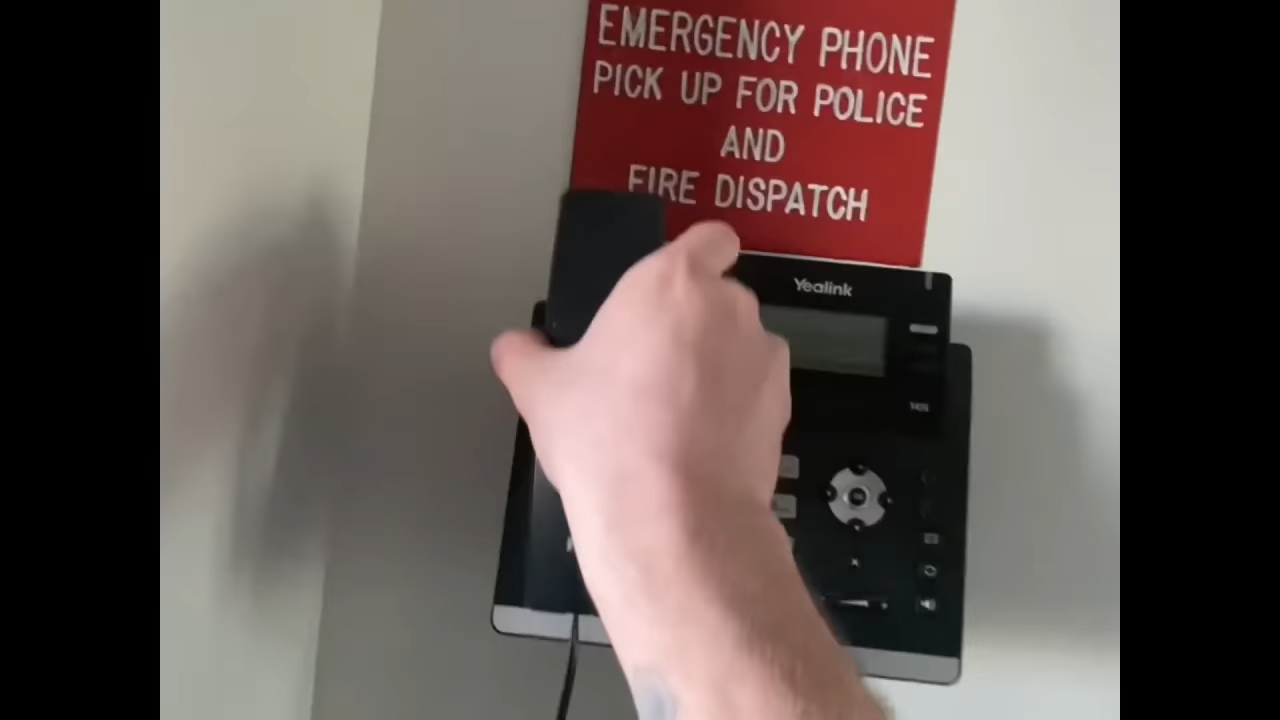 EMERGENCY PHONE
PICK UP FOR POLICE
AND
FIRE DISPATCH
Yealink